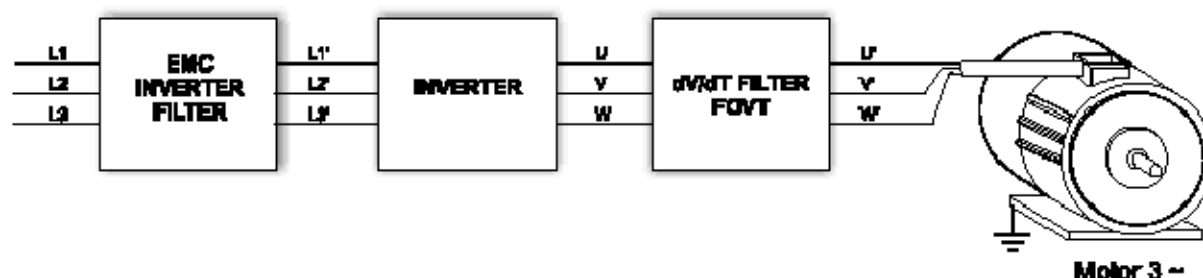 L1
L2
L3
EMC
INVERTER
FILTER
L1'
L2'
L3'
INVERTER
U
V
W
dV/dT FILTER
FOVT
U'
V'
W'
Motor 3 ~